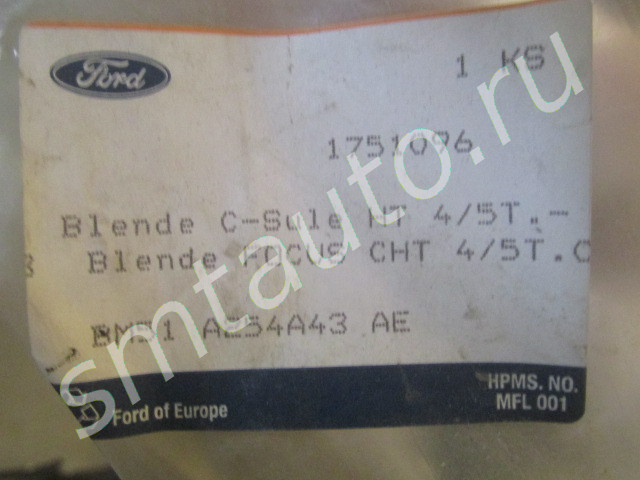 Ford
1 KS
1751096
Blende C-Sule HT 4/5T.-
Blende FOCUS CHT 4/5T.C
BM51 A254A43 AE
HPMS. NO.
Ford of Europe
MFL 001
smtauto.ru